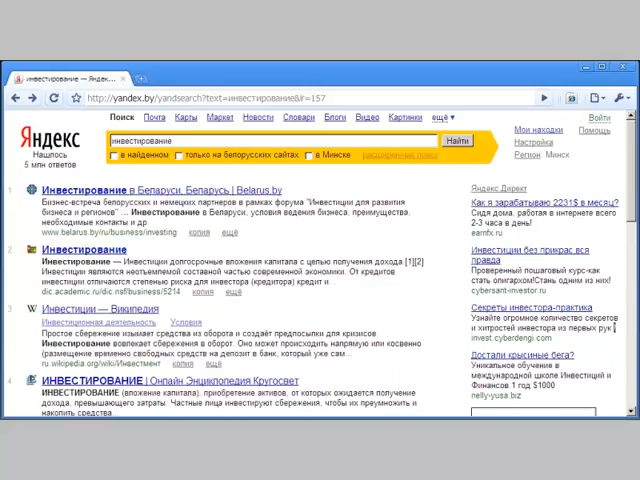 инвестирование — Яндек...
http://yandex.by/yandsearch?text=инвестирование&lr=157
Поиск Почта Карты Маркет Новости Словари Блоги Видео Картинки ещё ▼
Войти
Яндекс
Нашлось
5 млн ответов
инвестирование
Найти
в найденном только на белорусских сайтах в Минске расширенный поиск
Мои находки Помощь
Настройка
Регион: Минск
1 Инвестирование в Беларуси, Беларусь | Belarus.by
Бизнес-встреча белорусских и немецких партнеров в рамках форума "Инвестиции для развития
бизнеса и регионов" ... Инвестирование в Беларуси, условия ведения бизнеса, преимущества,
необходимые контакты и др
www.belarus.by/ru/business/investing копия ещё
2 Инвестирование
Инвестирование — Инвестиции долгосрочные вложения капитала с целью получения дохода [1][2]
Инвестиции являются неотъемлемой составной частью современной экономики. От кредитов
инвестиции отличаются степенью риска для инвестора (кредитора) кредит и...
dic.academic.ru/dic.nsf/business/5214 копия ещё
3 Инвестиции — Википедия
Инвестиционная деятельность Условия
Простое сбережение изымает средства из оборота и создаёт предпосылки для кризисов.
Инвестирование вовлекает сбережения в оборот. Оно может происходить напрямую или косвенно
(размещение временно свободных средств на депозит в банк, который уже сам...
ru.wikipedia.org/wiki/Инвестмент копия ещё
4 ИНВЕСТИРОВАНИЕ | Онлайн Энциклопедия Кругосвет
ИНВЕСТИРОВАНИЕ (вложение капитала), приобретение активов, от которых ожидается получение
дохода, превышающего затраты. Частные лица инвестируют сбережения, чтобы их преумножить и
накопить средства
Яндекс.Директ
Как я зарабатываю 2231$ в месяц?
Сидя дома, работая в интернете всего
2-3 часа в день!
earnfx.ru
Инвестиции без прикрас.вся
правда
Проверенный пошаговый курс-как
стать олигархом!Стань одним из них!
cybersant-investor.ru
Секреты инвестора-практика
Узнайте огромное количество секретов
и хитростей инвестора из первых рук!
invest.cyberdengi.com
Достали крысиные бега?
Уникальное обучение в
международной школе Инвестиций и
Финансов.1 год $1000
nelly-yusa.biz